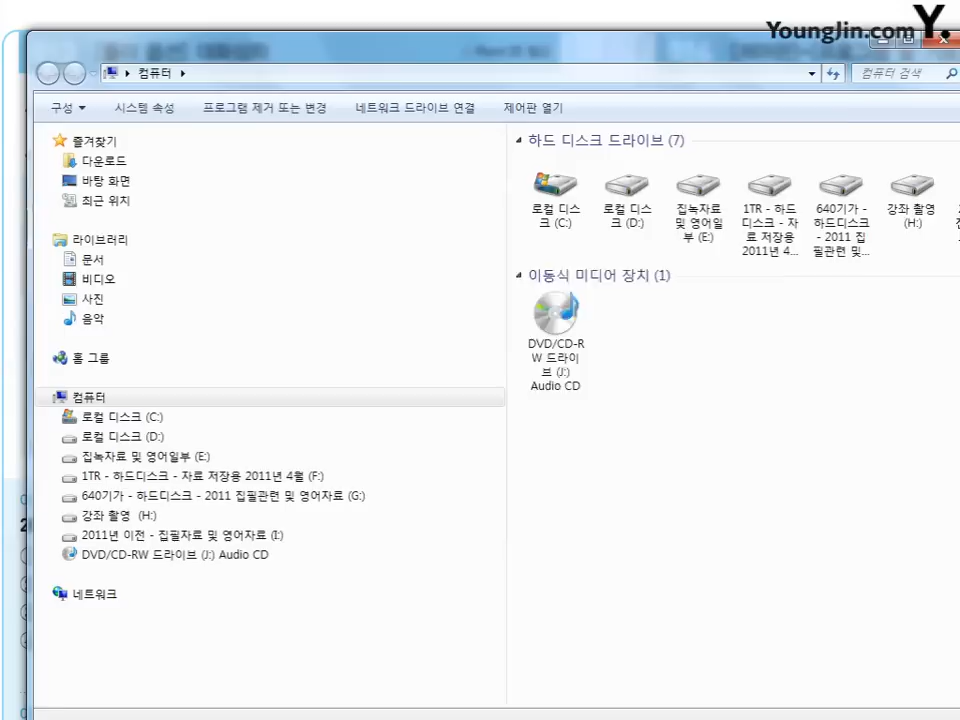 YoungJin.com Y.
컴퓨터
컴퓨터 검색
구성
시스템 속성
프로그램 제거 또는 변경
네트워크 드라이브 연결
제어판 열기
즐겨찾기
다운로드
바탕 화면
최근 위치
라이브러리
문서
비디오
사진
음악
홈 그룹
컴퓨터
로컬 디스크 (C:)
로컬 디스크 (D:)
집녹자료 및 영어일부 (E:)
1TR - 하드디스크 - 자료 저장용 2011년 4월 (F:)
640기가 - 하드디스크 - 2011 집필관련 및 영어자료 (G:)
강좌 촬영 (H:)
2011년 이전 - 집필자료 및 영어자료 (I:)
DVD/CD-RW 드라이브 (J:) Audio CD
네트워크
하드 디스크 드라이브 (7)
로컬 디스
크 (C:)
로컬 디스
크 (D:)
집녹자료
및 영어일
부 (E:)
1TR - 하드
디스크 - 자
료 저장용
2011년 4...
640기가 -
하드디스크
- 2011 집
필관련 및...
강좌 촬영
(H:)
이동식 미디어 장치 (1)
DVD/CD-R
W 드라이
브 (J:)
Audio CD